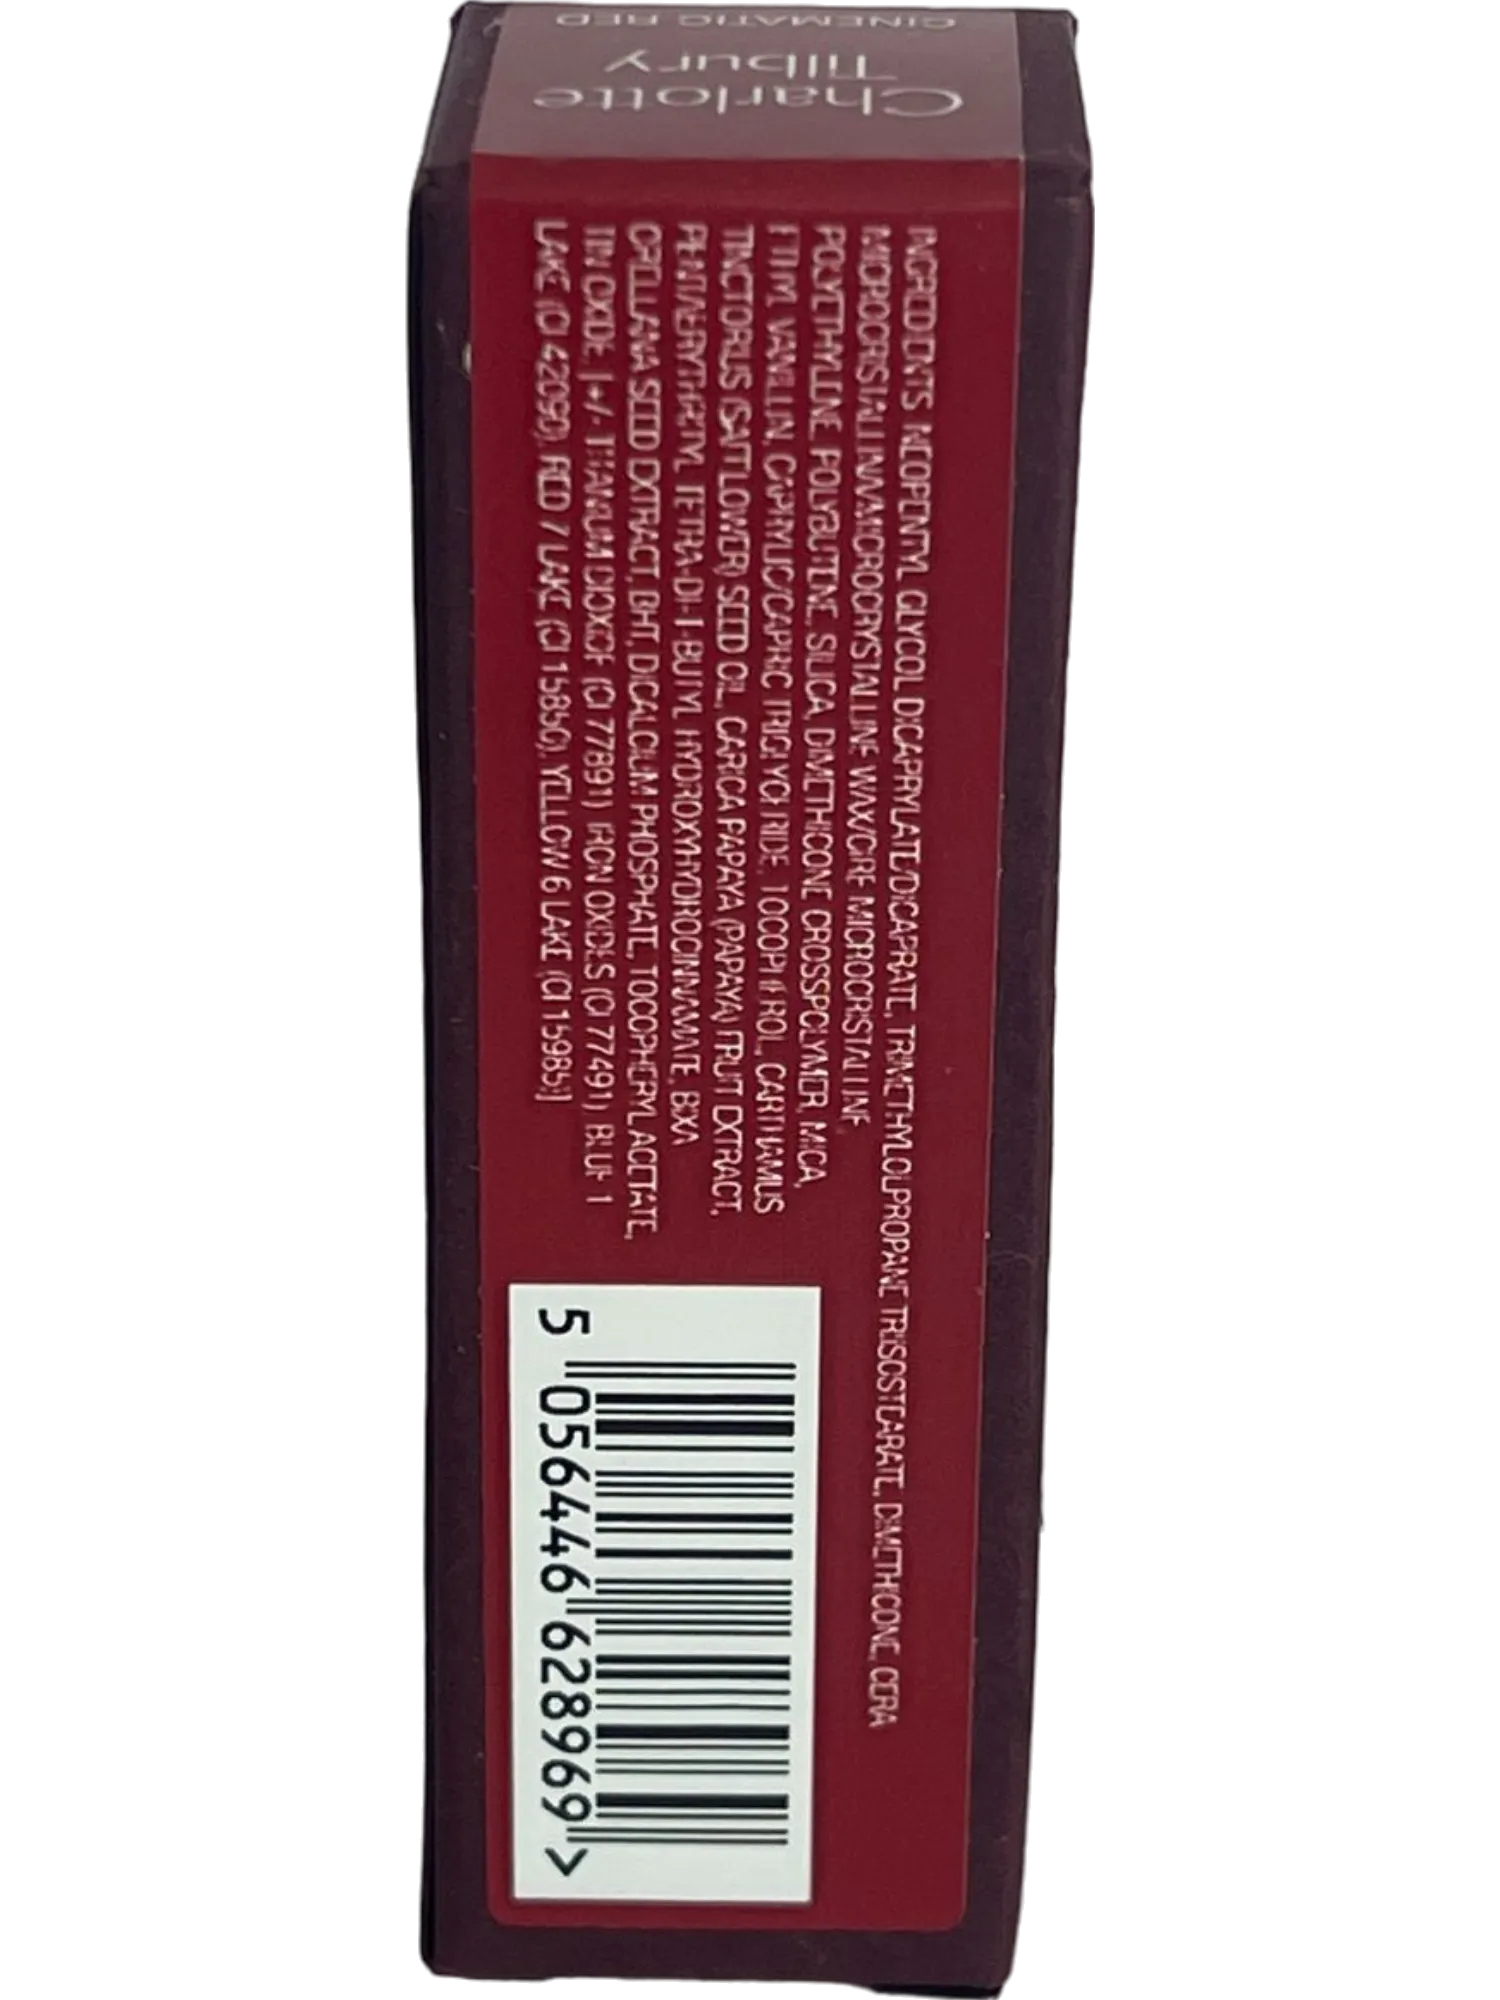 Charlotte
Tilbury
CINEMATIC RED
INGREDIENTS: NEOPENTYL GLYCOL DICAPRYLATE/DICAPRATE, TRIMETHYLOLPROPANE TRIISOSTEARATE, DIMETHICONE, CERA
MICROCRISTALLINA/MICROCRYSTALLINE WAX/CIRE MICROCRISTALLINE,
POLYETHYLENE, POLYBUTENE, SILICA, DIMETHICONE CROSSPOLYMER, MICA,
ETHYL VANILLIN, CAPRYLIC/CAPRIC TRIGLYCERIDE, TOCOPHEROL, CARTHAMUS
TINCTORIUS (SAFFLOWER) SEED OIL, CARICA PAPAYA (PAPAYA) FRUIT EXTRACT,
PENTAERYTHRITYL TETRA-DI-T-BUTYL HYDROXYHYDROCINNAMATE, BIXA
ORELLANA SEED EXTRACT, BHT, DICALCIUM PHOSPHATE, TOCOPHERYL ACETATE,
TIN OXIDE, [+/- TITANIUM DIOXIDE (CI 77891), IRON OXIDES (CI 77491), BLUE 1
LAKE (CI 42090), RED 7 LAKE (CI 15850), YELLOW 6 LAKE (CI 15985)]
5 056446 628969 >